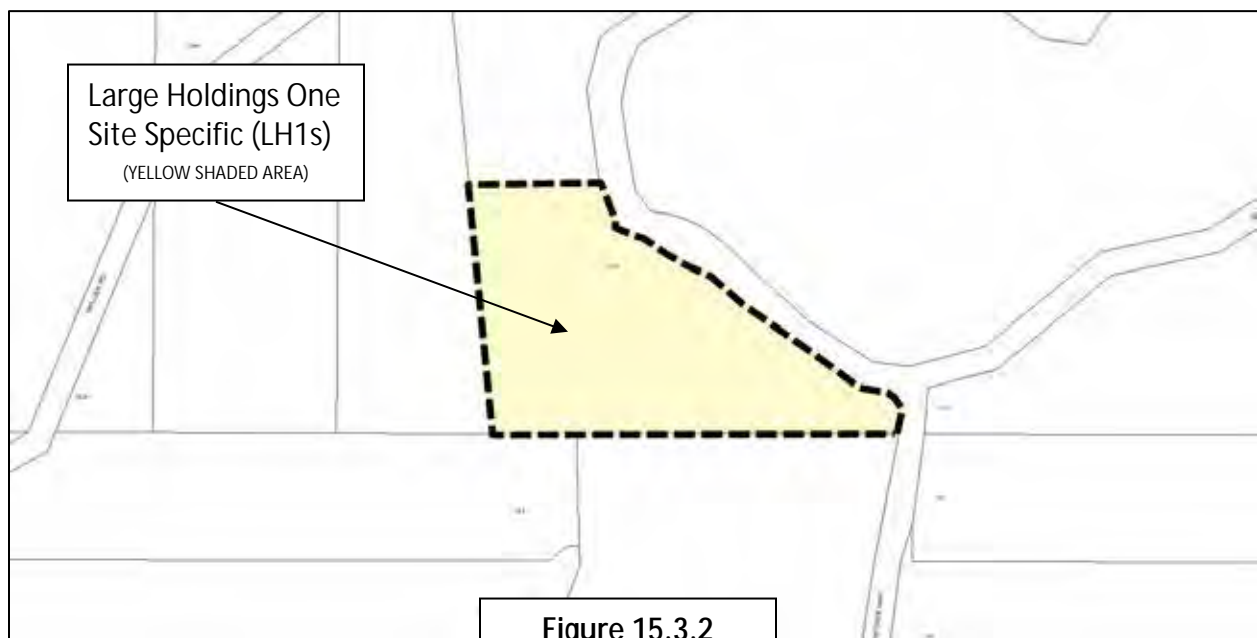 Large Holdings One
Site Specific (LH1s)
(YELLOW SHADED AREA)
Figure 15.3.2